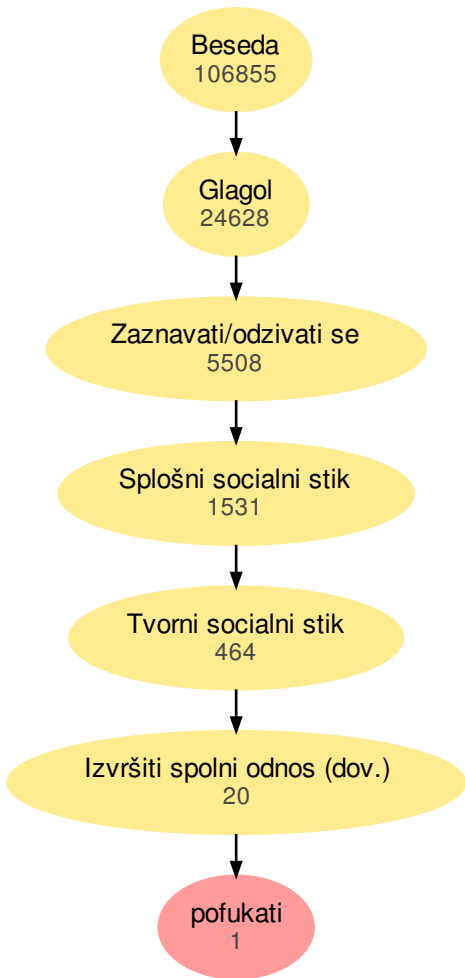 Beseda
106855
Glagol
24628
Zaznavati/odzivati se
5508
Splošni socialni stik
1531
Tvorni socialni stik
464
Izvršiti spolni odnos (dov.)
20
pofukati
1